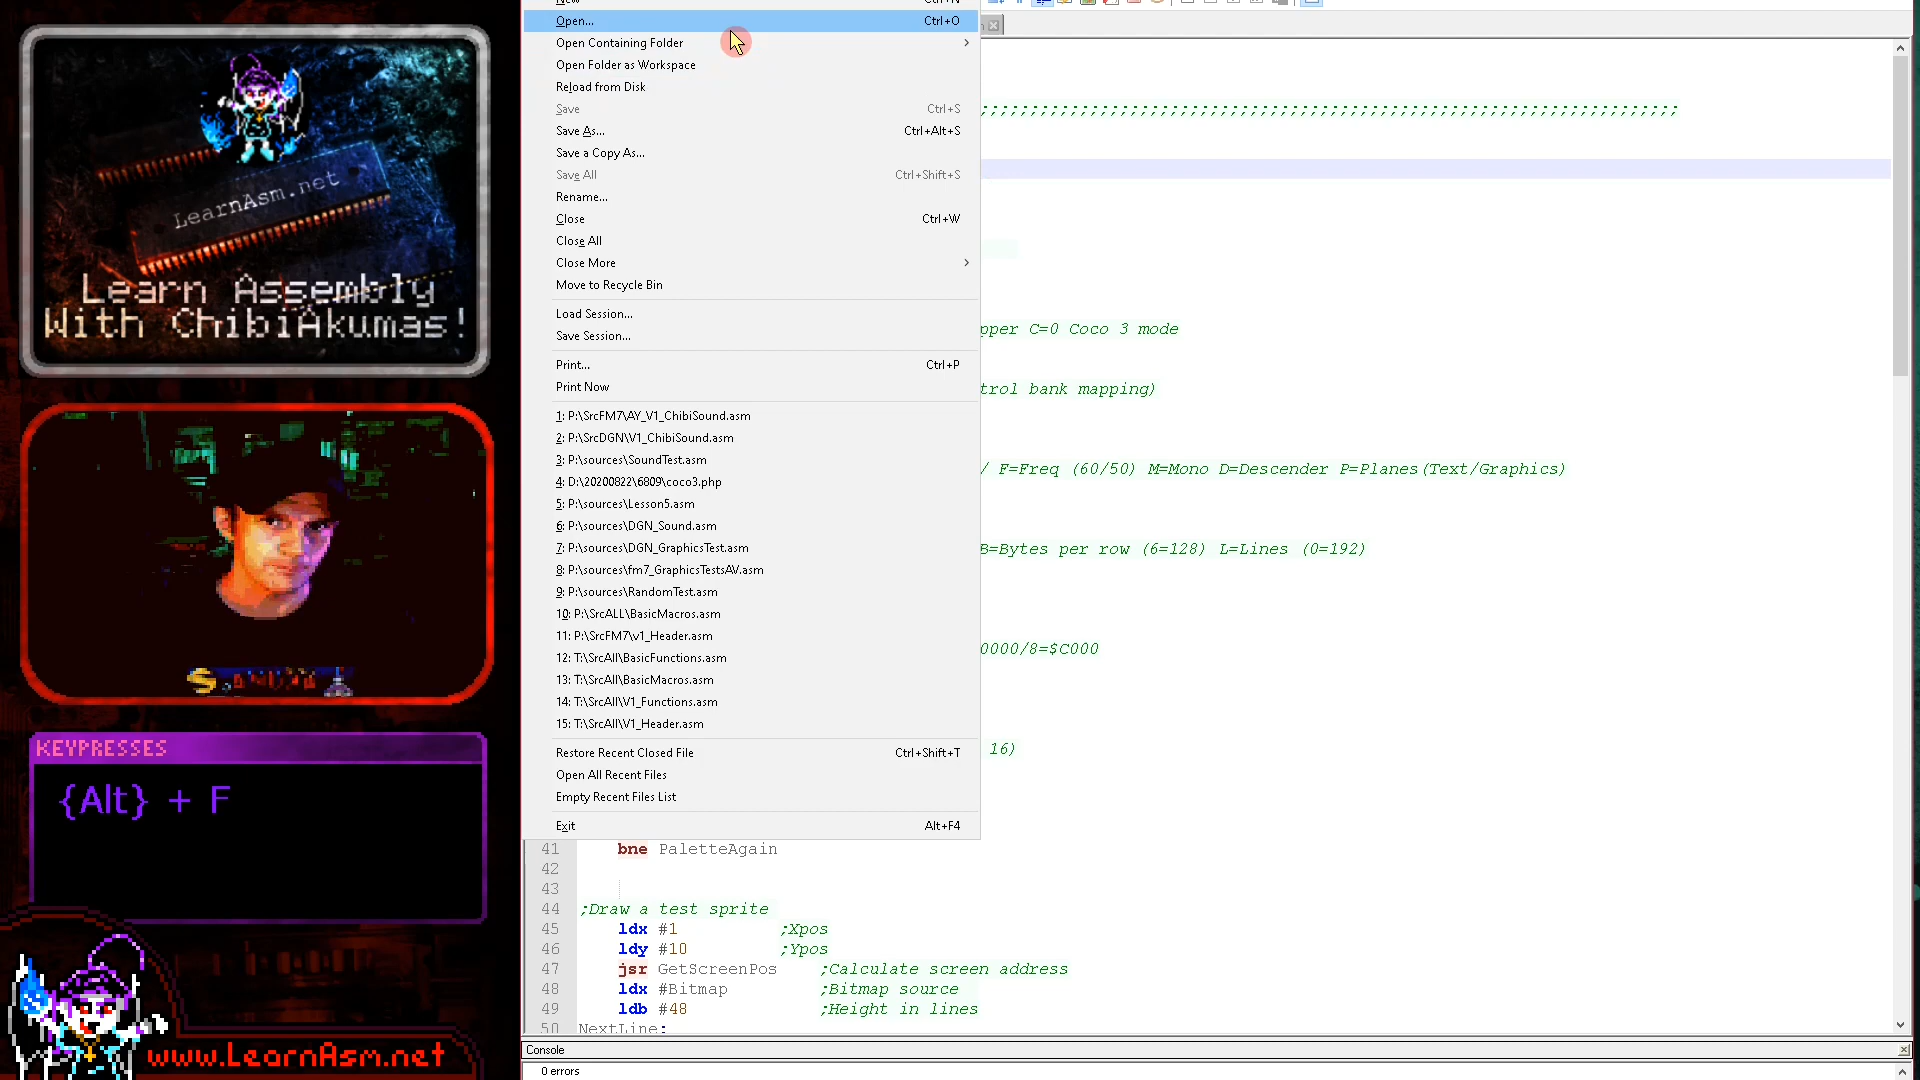 LearnAsm.net
Learn Assembly
With ChibiAkumas!
KEYPRESSES
{Alt} + F
www.LearnAsm.net
New Ctrl+N
Open... Ctrl+O
Open Containing Folder
Open Folder as Workspace
Reload from Disk
Save Ctrl+S
Save As... Ctrl+Alt+S
Save a Copy As...
Save All Ctrl+Shift+S
Rename...
Close Ctrl+W
Close All
Close More
Move to Recycle Bin
Load Session...
Save Session...
Print... Ctrl+P
Print Now
1: P:\SrcFM7\AY_V1_ChibiSound.asm
2: P:\SrcDGN\V1_ChibiSound.asm
3: P:\sources\SoundTest.asm
4: D:\20200822\6809\coco3.php
5: P:\sources\Lesson5.asm
6: P:\sources\DGN_Sound.asm
7: P:\sources\DGN_GraphicsTest.asm
8: P:\sources\fm7_GraphicsTestsAV.asm
9: P:\sources\RandomTest.asm
10: P:\SrcALL\BasicMacros.asm
11: P:\SrcFM7\v1_Header.asm
12: T:\SrcAll\BasicFunctions.asm
13: T:\SrcAll\BasicMacros.asm
14: T:\SrcAll\V1_Functions.asm
15: T:\SrcAll\V1_Header.asm
Restore Recent Closed File Ctrl+Shift+T
Open All Recent Files
Empty Recent Files List
Exit Alt+F4
;;;;;;;;;;;;;;;;;;;;;;;;;;;;;;;;;;;;;;;;;;;;;;;;;;;;;;;;;;;;;;;;;;;;;;
pper C=0 Coco 3 mode
trol bank mapping)
/ F=Freq (60/50) M=Mono D=Descender P=Planes(Text/Graphics)
B=Bytes per row (6=128) L=Lines (0=192)
0000/8=$C000
16)
41 bne PaletteAgain
42
43
44 ;Draw a test sprite
45 ldx #1 ;Xpos
46 ldy #10 ;Ypos
47 jsr GetScreenPos ;Calculate screen address
48 ldx #Bitmap ;Bitmap source
49 ldb #48 ;Height in lines
50 NextLine:
Console
0 errors